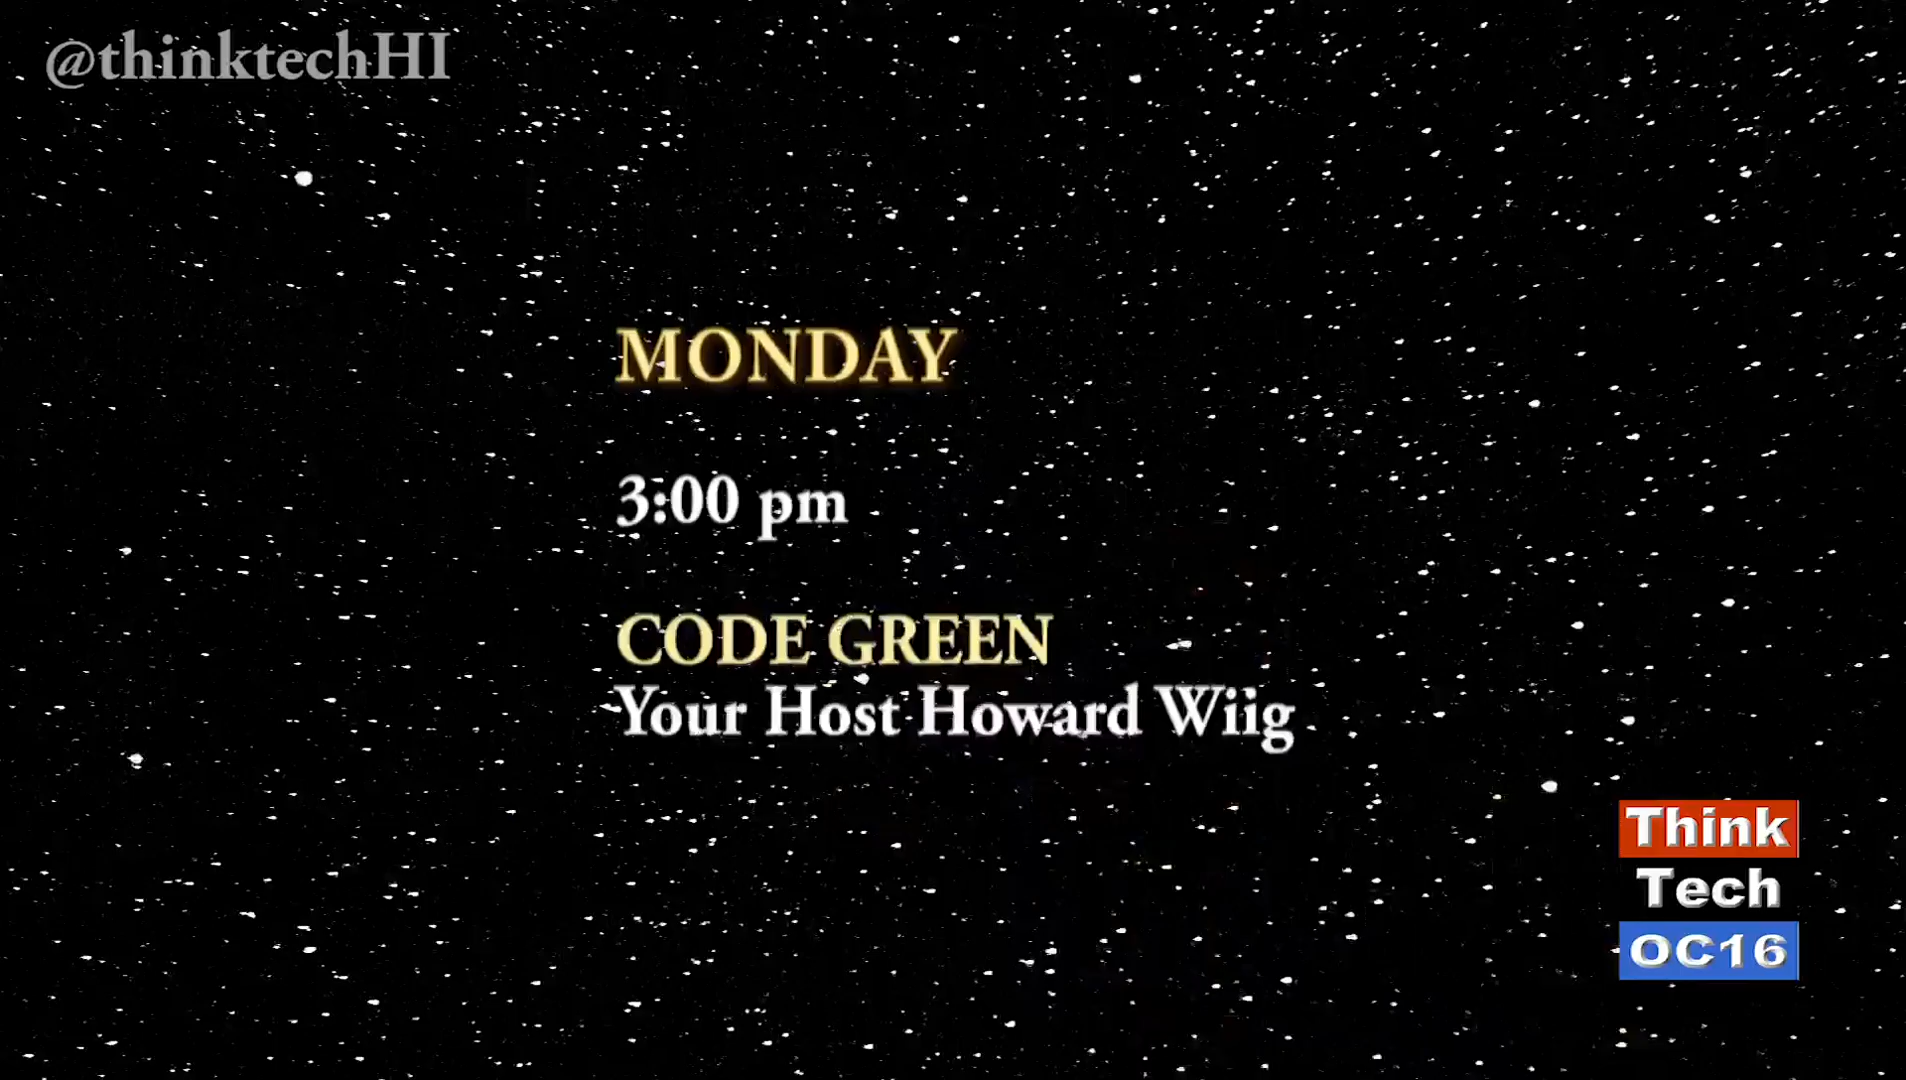 @thinktechHI
MONDAY
3:00 pm
CODE GREEN
Your Host Howard Wiig
Think
Tech
OC16